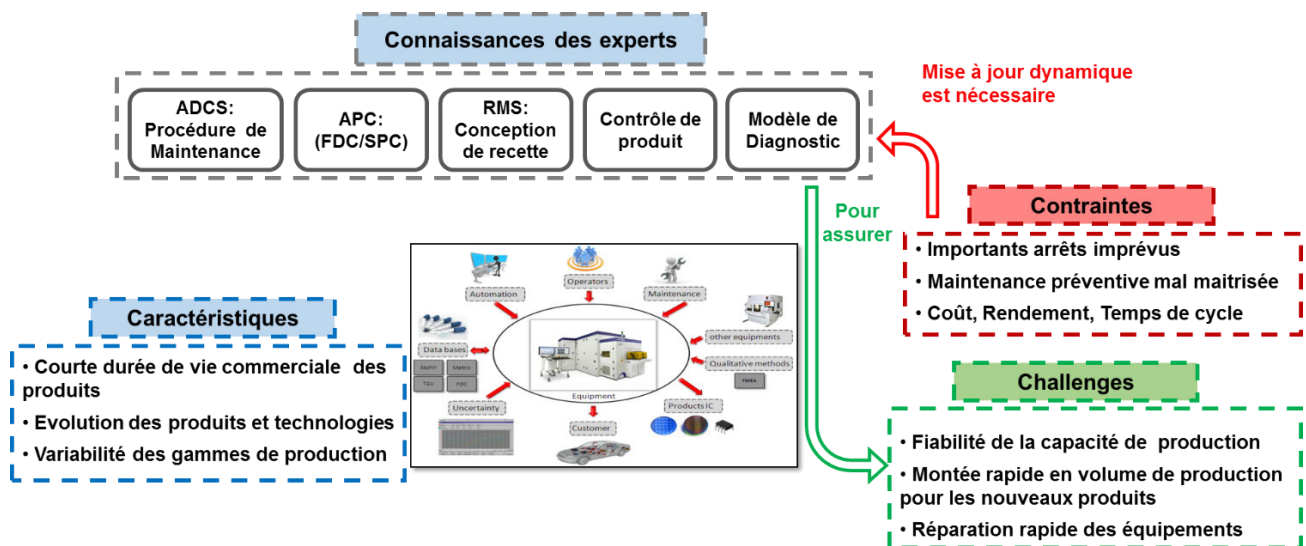 Connaissances des experts
ADCS:
Procédure de
Maintenance
APC:
(FDC/SPC)
RMS:
Conception
de recette
Contrôle de
produit
Modèle de
Diagnostic
Mise à jour dynamique
est nécessaire
Pour
assurer
Contraintes
• Importants arrêts imprévus
• Maintenance préventive mal maitrisée
• Coût, Rendement, Temps de cycle
Caractéristiques
• Courte durée de vie commerciale des
produits
• Evolution des produits et technologies
• Variabilité des gammes de production
Automation
Operators
Maintenance
Data bases
Metro
FDC
other equipments
Qualitative methods
FMEA
Equipment
Uncertainty
Customer
Products IC
Challenges
• Fiabilité de la capacité de production
• Montée rapide en volume de production
pour les nouveaux produits
• Réparation rapide des équipements